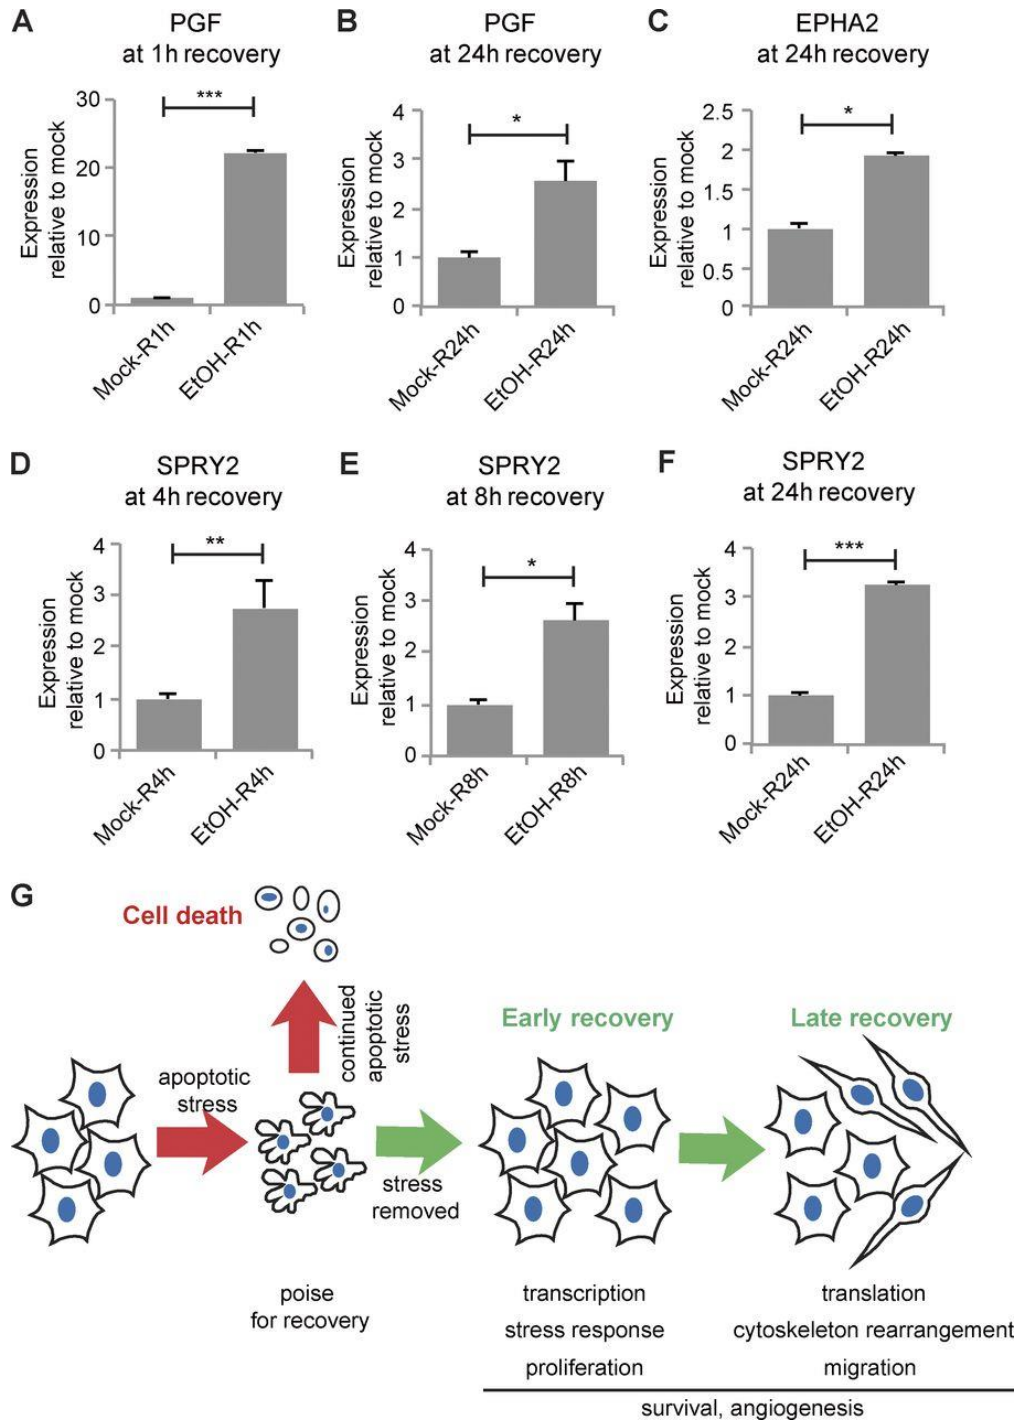 A
PGF
at 1h recovery
***
Expression
relative to mock
30
20
10
0
Mock-R1h
EtOH-R1h
B
PGF
at 24h recovery
*
Expression
relative to mock
4
3
2
1
0
Mock-R24h
EtOH-R24h
C
EPHA2
at 24h recovery
*
Expression
relative to mock
2.5
2
1.5
1
0.5
0
Mock-R24h
EtOH-R24h
D
SPRY2
at 4h recovery
**
Expression
relative to mock
4
3
2
1
0
Mock-R4h
EtOH-R4h
E
SPRY2
at 8h recovery
*
Expression
relative to mock
4
3
2
1
0
Mock-R8h
EtOH-R8h
F
SPRY2
at 24h recovery
***
Expression
relative to mock
4
3
2
1
0
Mock-R24h
EtOH-R24h
G
Cell death
continued
apoptotic
stress
apoptotic
stress
stress
removed
Early recovery
Late recovery
poise
for recovery
transcription
stress response
proliferation
translation
cytoskeleton rearrangement
migration
survival, angiogenesis